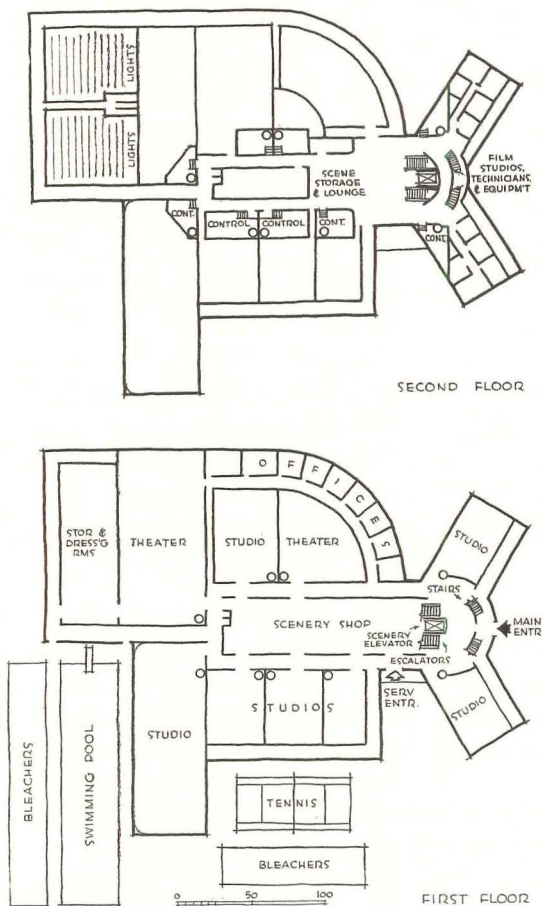 LIGHTS
LIGHTS
SCENE
STORAGE
& LOUNGE
FILM
STUDIOS,
TECHNICIANS,
& EQUIPM'T
CONT.
CONT.
CONTROL
CONTROL
CONT.
CONT.
SECOND FLOOR
OFFICES
STOR &
DRESS'G
RMS
THEATER
STUDIO
THEATER
STUDIO
STAIRS
MAIN
ENTR
SCENERY SHOP
SCENERY
ELEVATOR
ESCALATORS
SERV
ENTR.
STUDIO
STUDIOS
STUDIO
BLEACHERS
SWIMMING POOL
TENNIS
BLEACHERS
0 50 100
FIRST FLOOR